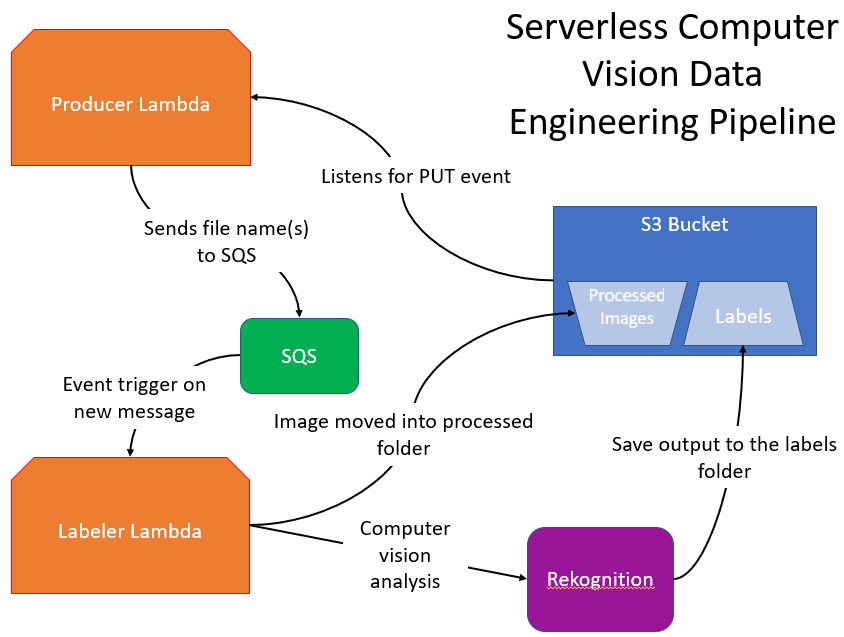 Serverless Computer
Vision Data
Engineering Pipeline
Producer Lambda
Listens for PUT event
Sends file name(s)
to SQS
S3 Bucket
Processed
Images
Labels
SQS
Event trigger on
new message
Image moved into processed
folder
Save output to the labels
folder
Labeler Lambda
Computer
vision
analysis
Rekognition